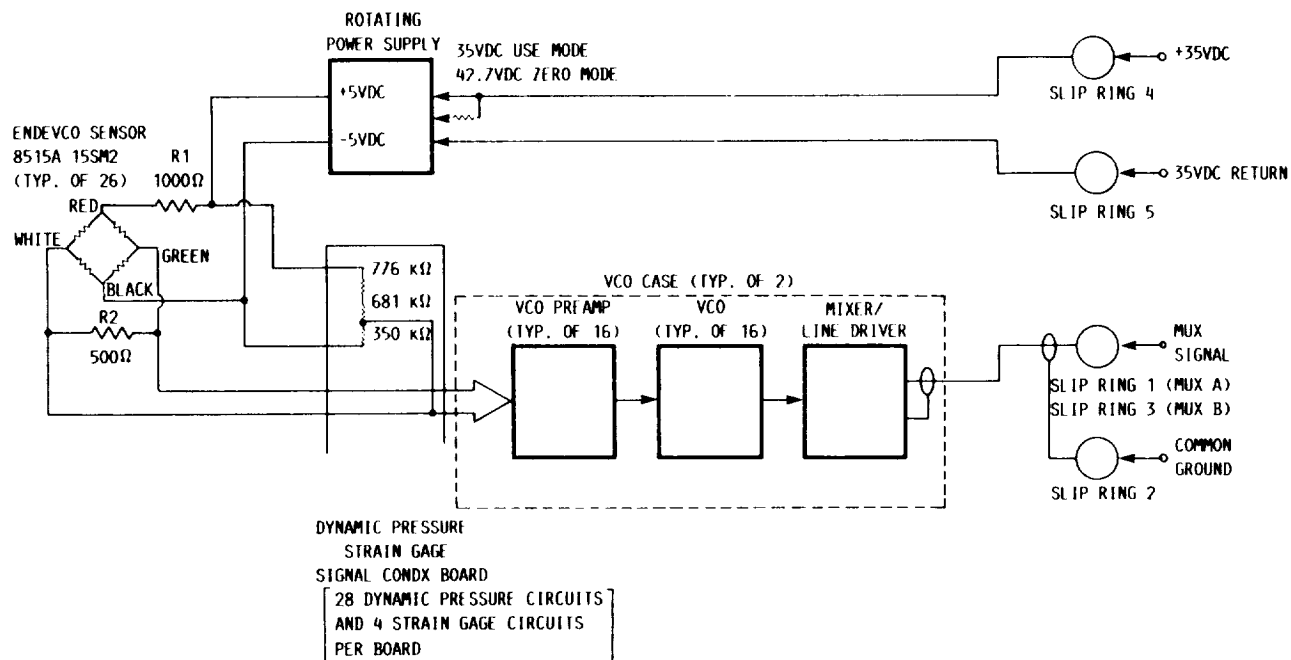 ROTATING
POWER SUPPLY
35VDC USE MODE
42.7VDC ZERO MODE
+5VDC
-5VDC
+35VDC
SLIP RING 4
35VDC RETURN
SLIP RING 5
ENDEVCO SENSOR
8515A 15SM2
(TYP. OF 26)
R1
1000Ω
RED
WHITE
GREEN
BLACK
R2
500Ω
776 kΩ
681 kΩ
350 kΩ
VCO CASE (TYP. OF 2)
VCO PREAMP
(TYP. OF 16)
VCO
(TYP. OF 16)
MIXER/
LINE DRIVER
MUX
SIGNAL
SLIP RING 1 (MUX A)
SLIP RING 3 (MUX B)
COMMON
GROUND
SLIP RING 2
DYNAMIC PRESSURE
STRAIN GAGE
SIGNAL CONDX BOARD
28 DYNAMIC PRESSURE CIRCUITS
AND 4 STRAIN GAGE CIRCUITS
PER BOARD